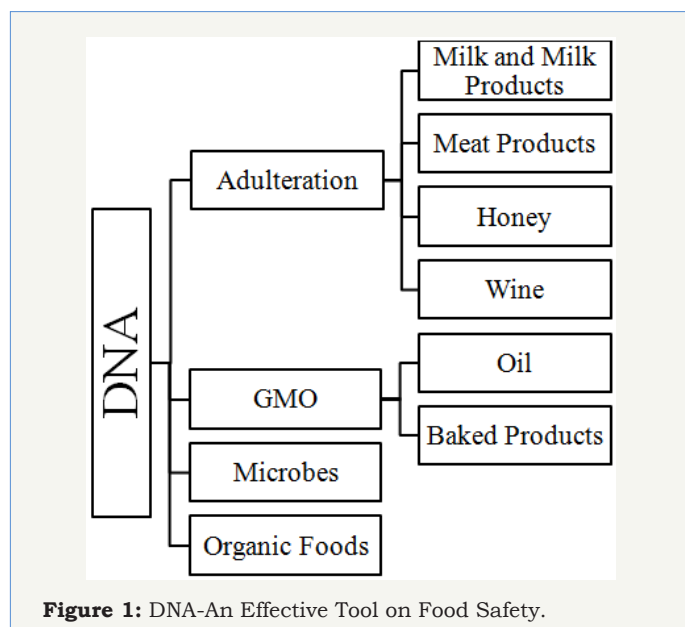 DNA
Adulteration
Milk and Milk
Products
Meat Products
Honey
Wine
GMO
Oil
Baked Products
Microbes
Organic Foods
Figure 1: DNA-An Effective Tool on Food Safety.